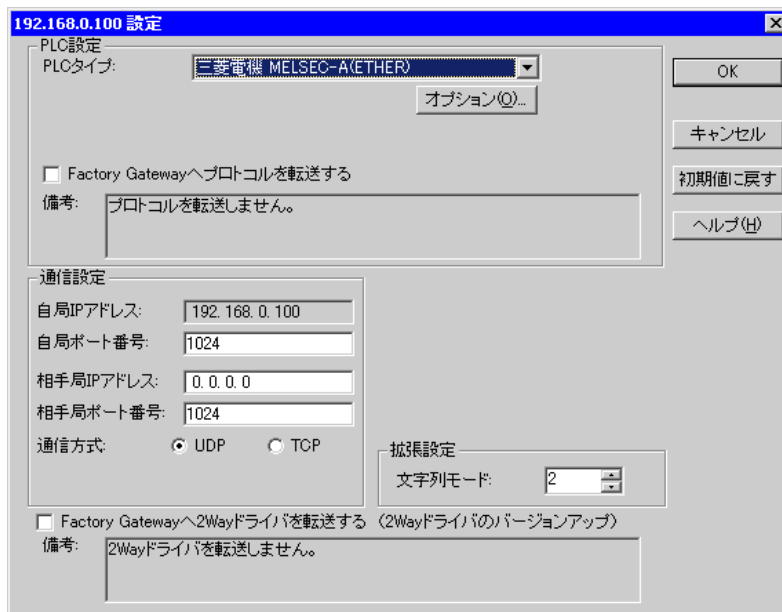 192.168.0.100 設定
PLC設定
PLCタイプ:
三菱電機 MELSEC-A(ETHER)
オプション(O)...
OK
キャンセル
初期値に戻す
ヘルプ(H)
Factory Gatewayへプロトコルを転送する
備考:
プロトコルを転送しません。
通信設定
自局IPアドレス:
192. 168. 0. 100
自局ポート番号:
1024
相手局IPアドレス:
0. 0. 0. 0
相手局ポート番号:
1024
通信方式:
UDP
TCP
拡張設定
文字列モード:
2
Factory Gatewayへ2Wayドライバを転送する (2Wayドライバのバージョンアップ)
備考:
2Wayドライバを転送しません。